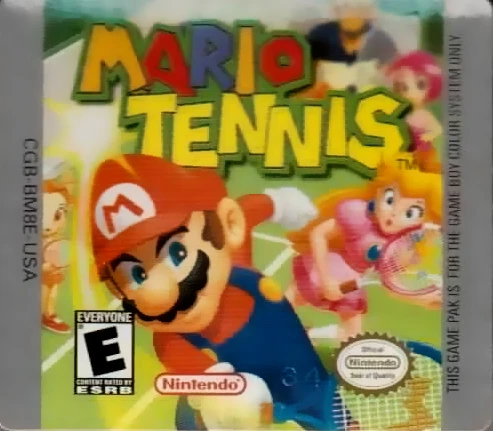 MARIO
TENNIS
TM
CGB-BM8E-USA
THIS GAME PAK IS FOR THE GAME BOY COLOR SYSTEM ONLY
M
EVERYONE
E
CONTENT RATED BY
ESRB
Nintendo
Official
Nintendo
Seal of Quality